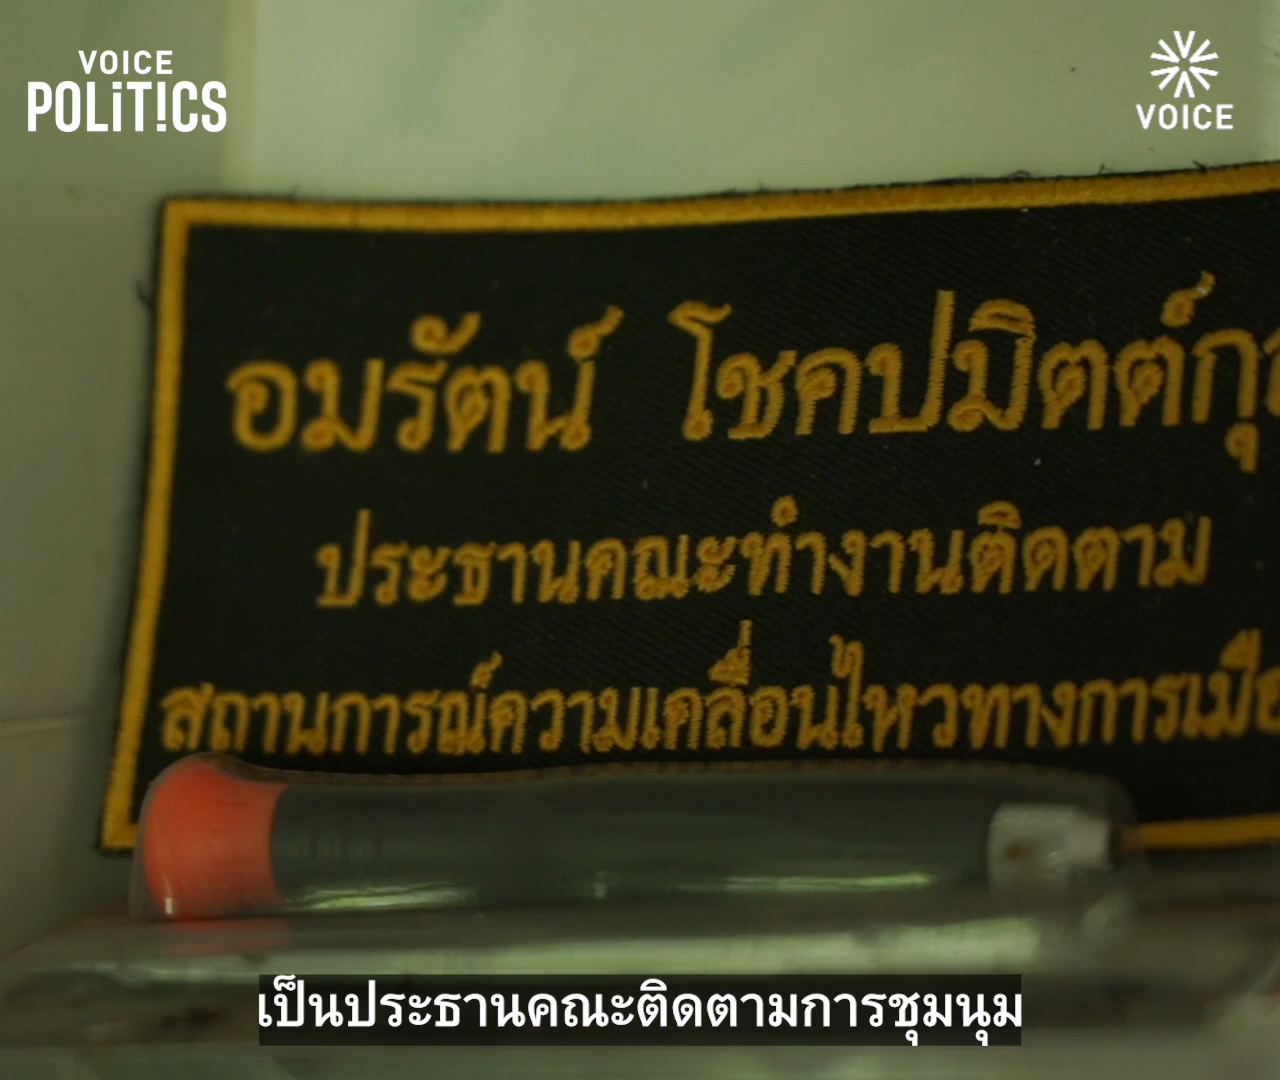 VOICE
POLiT!CS
VOICE
อมรัตน์ โชคปมิตต์กุ
ประธานคณะทำงานติดตาม
สถานการณ์ความเคลื่อนไหวทางการเมือ
เป็นประธานคณะติดตามการชุมนุม